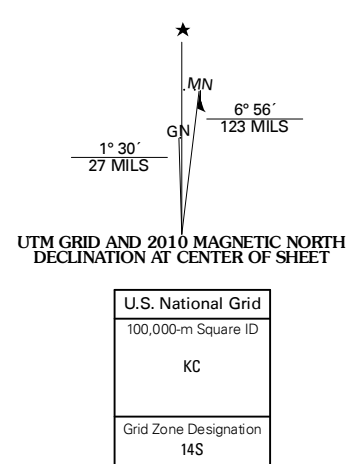 MN
6° 56´
123 MILS
GN
1° 30´
27 MILS
UTM GRID AND 2010 MAGNETIC NORTH
DECLINATION AT CENTER OF SHEET
U.S. National Grid
100,000-m Square ID
KC
Grid Zone Designation
14S